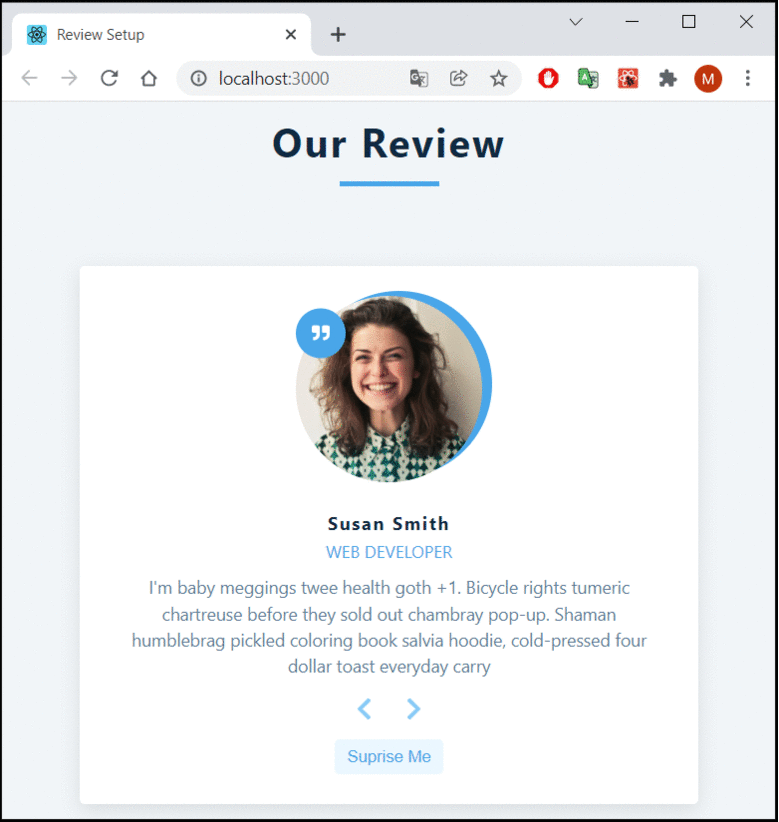 Review Setup
localhost:3000
M
Our Review
Susan Smith
WEB DEVELOPER
I'm baby meggings twee health goth +1. Bicycle rights tumeric
chartreuse before they sold out chambray pop-up. Shaman
humblebrag pickled coloring book salvia hoodie, cold-pressed four
dollar toast everyday carry
Suprise Me